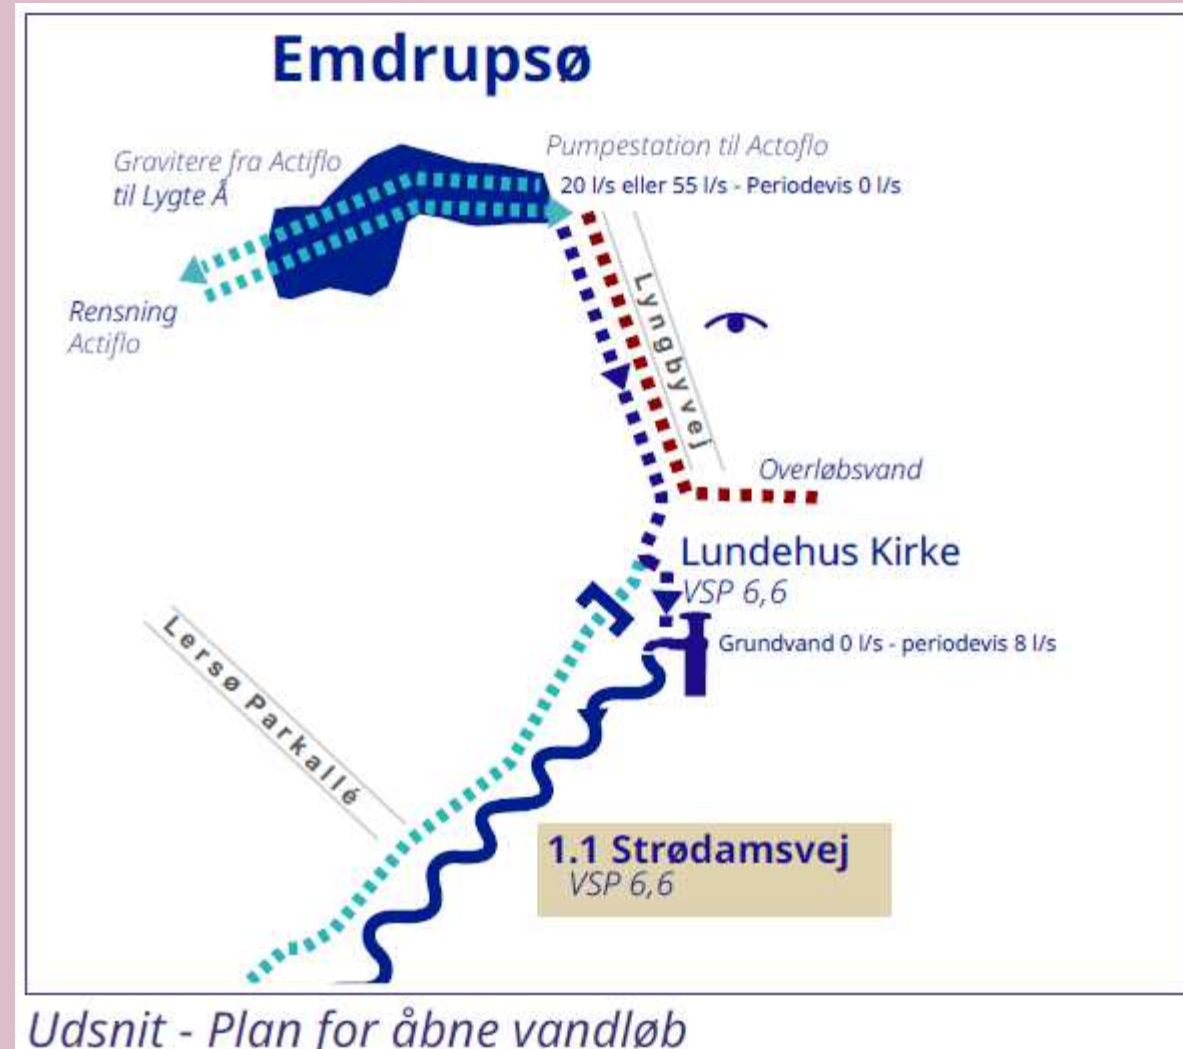 Emdrupsø
Gravitere fra Actiflo
til Lygte Å
Pumpestation til Actoflo
20 l/s eller 55 l/s - Periodevis 0 l/s
Rensning
Actiflo
Lyngbyvej
Overløbsvand
Lundehus Kirke
VSP 6,6
Grundvand 0 l/s - periodevis 8 l/s
Lersø Parkallé
1.1 Strødamsvej
VSP 6,6
Udsnit - Plan for åbne vandløb